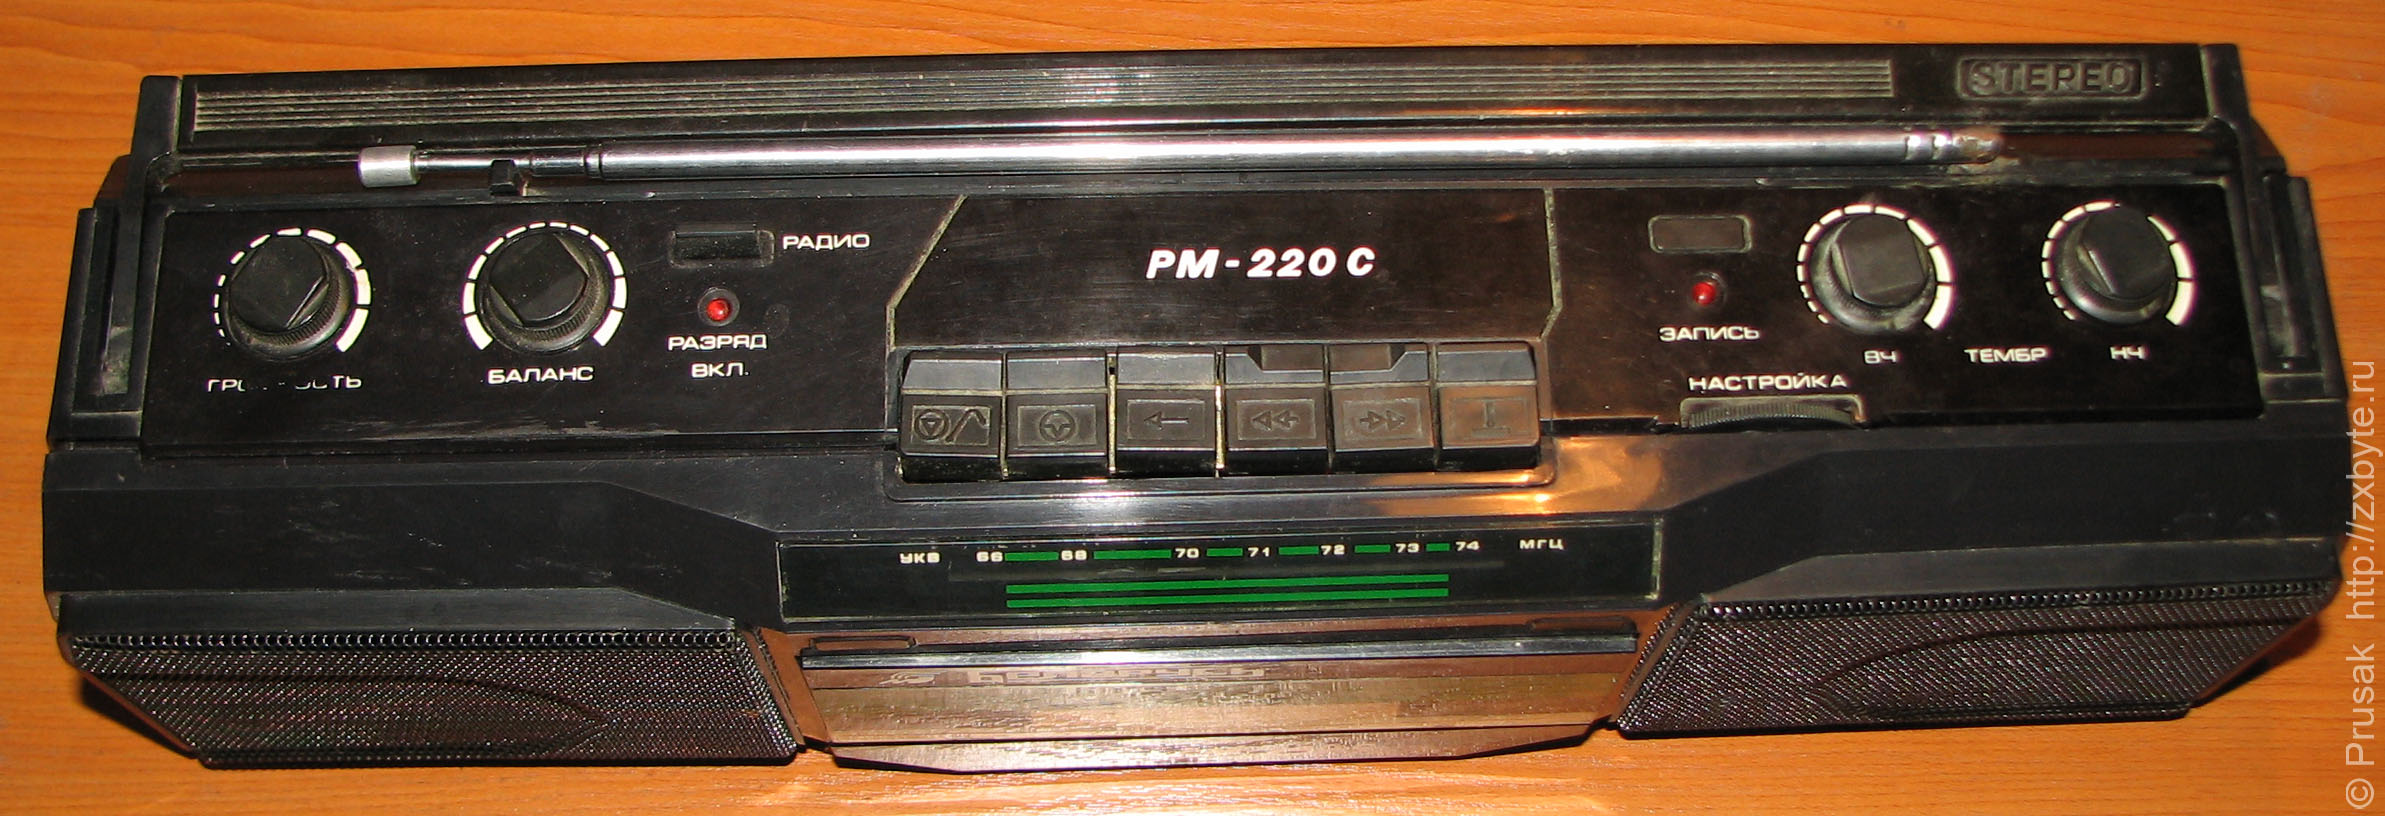 STEREO
РАДИО
РМ-220 С
РАЗРЯД
ВКЛ.
БАЛАНС
ЗАПИСЬ
ВЧ ТЕМБР НЧ
НАСТРОЙКА
УКВ 66 68 70 71 72 73 74 МГЦ
© Prusak http://zxbyte.ru